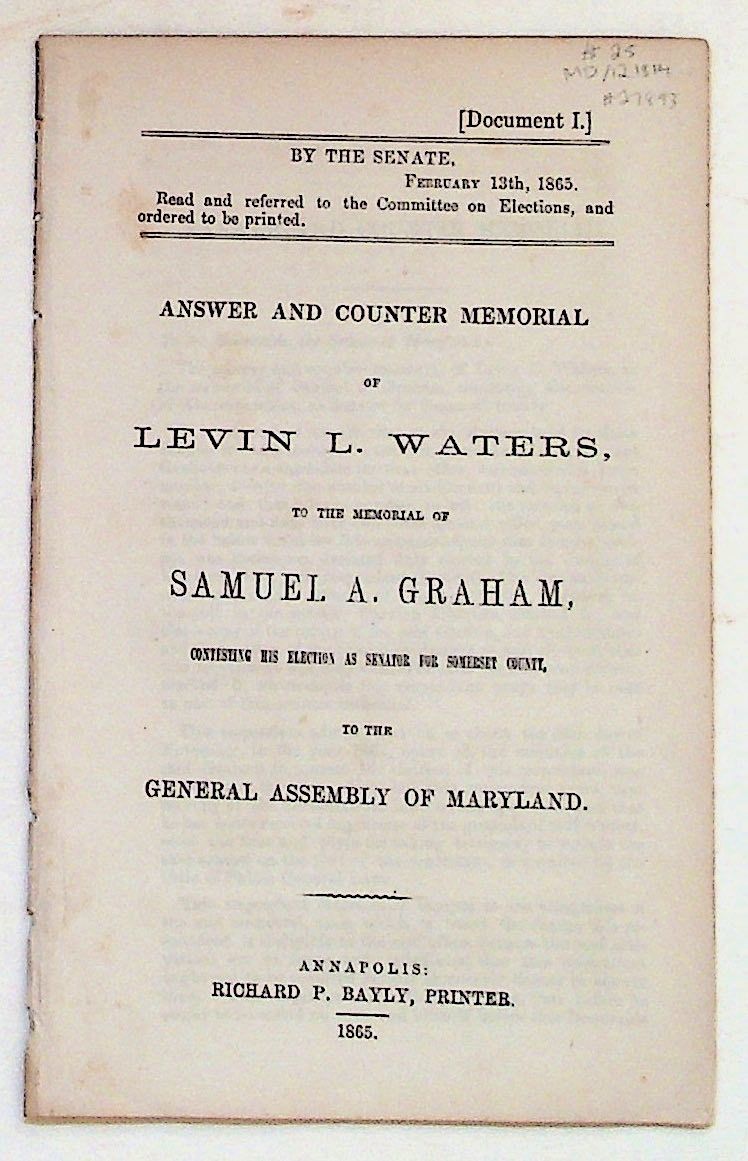 # 25
MD/12 1814
[Document I.]
BY THE SENATE,
FEBRUARY 13th, 1865.
Read and referred to the Committee on Elections, and
ordered to be printed.
ANSWER AND COUNTER MEMORIAL
OF
LEVIN L. WATERS,
TO THE MEMORIAL OF
SAMUEL A. GRAHAM,
CONTESTING HIS ELECTION AS SENATOR FOR SOMERSET COUNTY,
TO THE
GENERAL ASSEMBLY OF MARYLAND.
ANNAPOLIS:
RICHARD P. BAYLY, PRINTER.
1865.